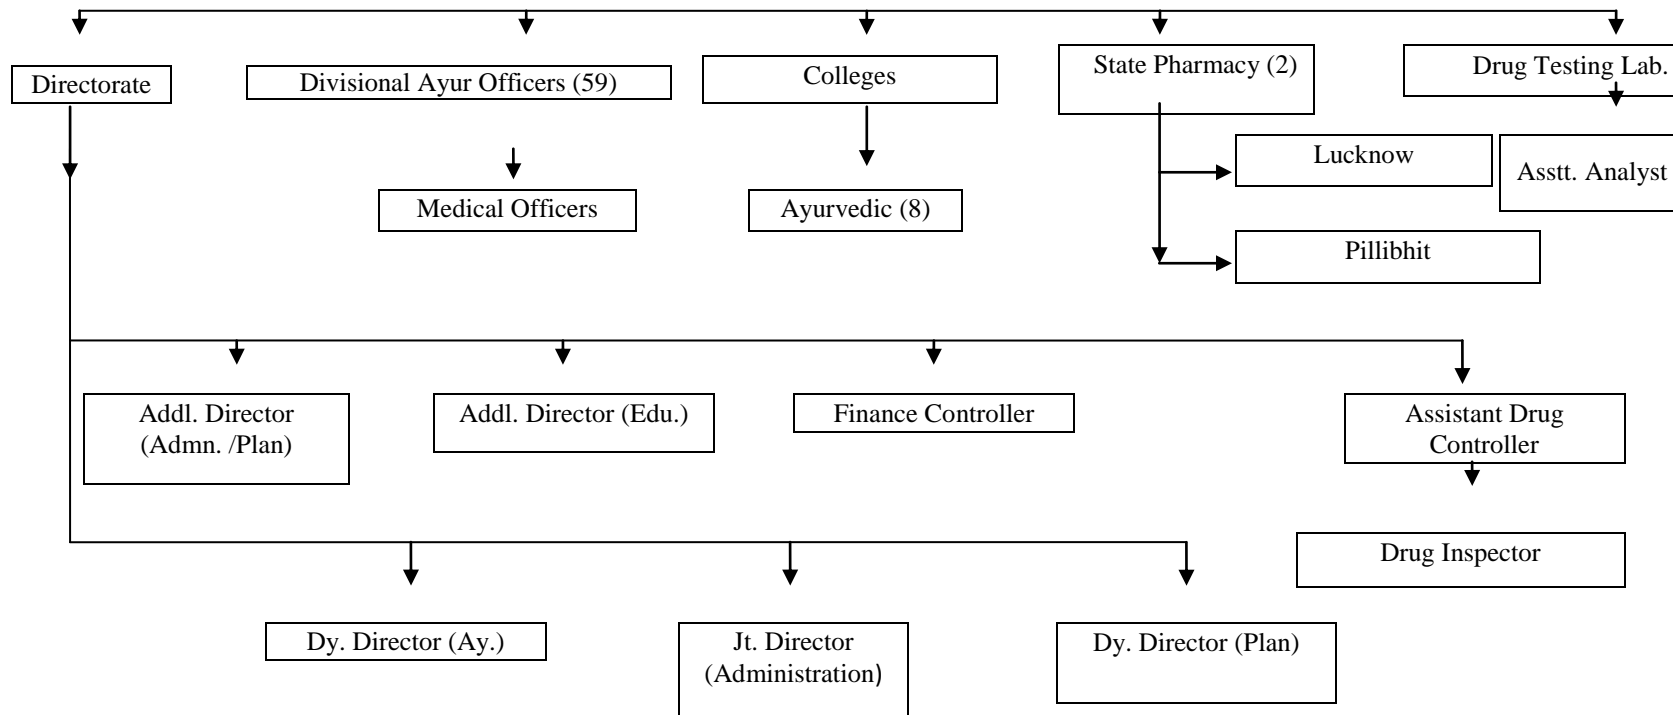 Directorate
Divisional Ayur Officers (59)
Colleges
State Pharmacy (2)
Drug Testing Lab.
Medical Officers
Ayurvedic (8)
Lucknow
Asstt. Analyst
Pillibhit
Addl. Director
(Admn. /Plan)
Addl. Director (Edu.)
Finance Controller
Assistant Drug
Controller
Drug Inspector
Dy. Director (Ay.)
Jt. Director
(Administration)
Dy. Director (Plan)